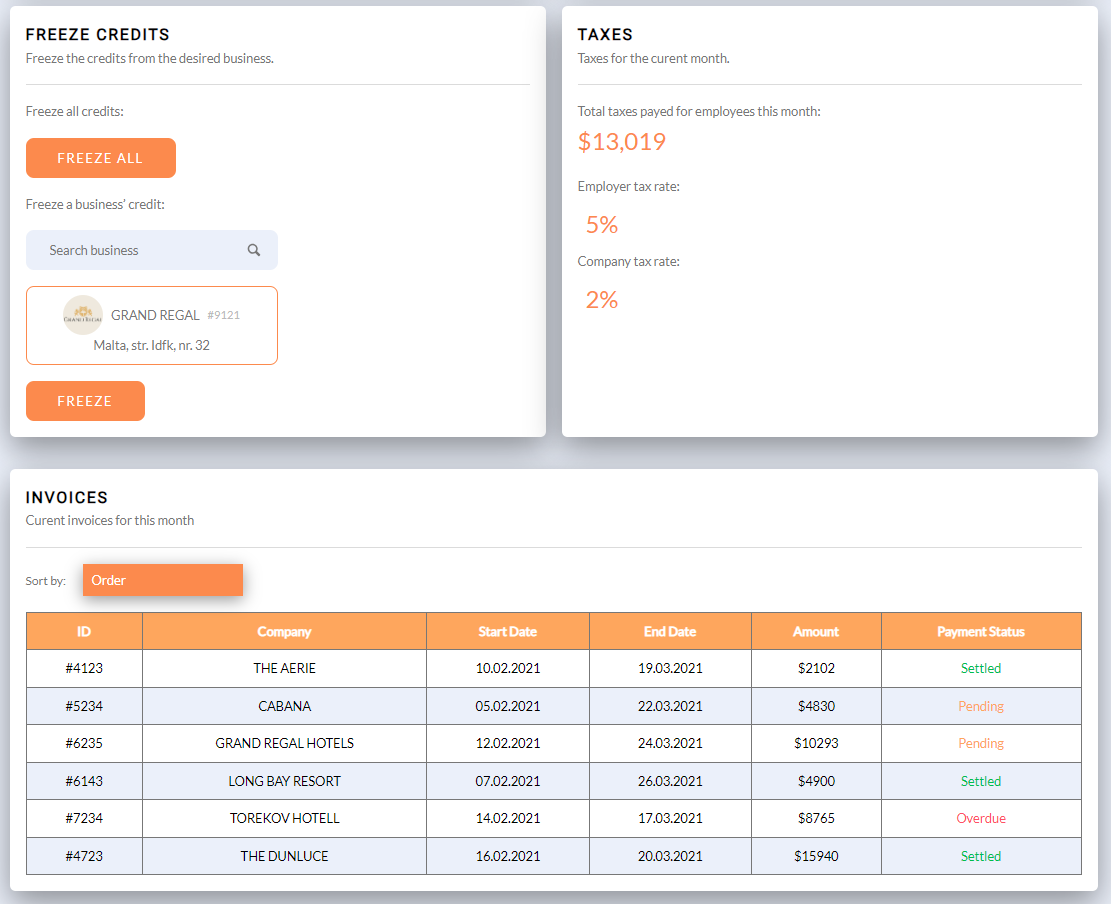 FREEZE CREDITS
Freeze the credits from the desired business.
Freeze all credits:
FREEZE ALL
Freeze a business' credit:
Search business
GRAND REGAL #9121
Malta, str. Idfk, nr. 32
FREEZE
TAXES
Taxes for the curent month.
Total taxes payed for employees this month:
$13,019
Employer tax rate:
5%
Company tax rate:
2%
INVOICES
Curent invoices for this month
Sort by: Order
ID Company Start Date End Date Amount Payment Status
#4123 THE AERIE 10.02.2021 19.03.2021 $2102 Settled
#5234 CABANA 05.02.2021 22.03.2021 $4830 Pending
#6235 GRAND REGAL HOTELS 12.02.2021 24.03.2021 $10293 Pending
#6143 LONG BAY RESORT 07.02.2021 26.03.2021 $4900 Settled
#7234 TOREKOV HOTELL 14.02.2021 17.03.2021 $8765 Overdue
#4723 THE DUNLUCE 16.02.2021 20.03.2021 $15940 Settled